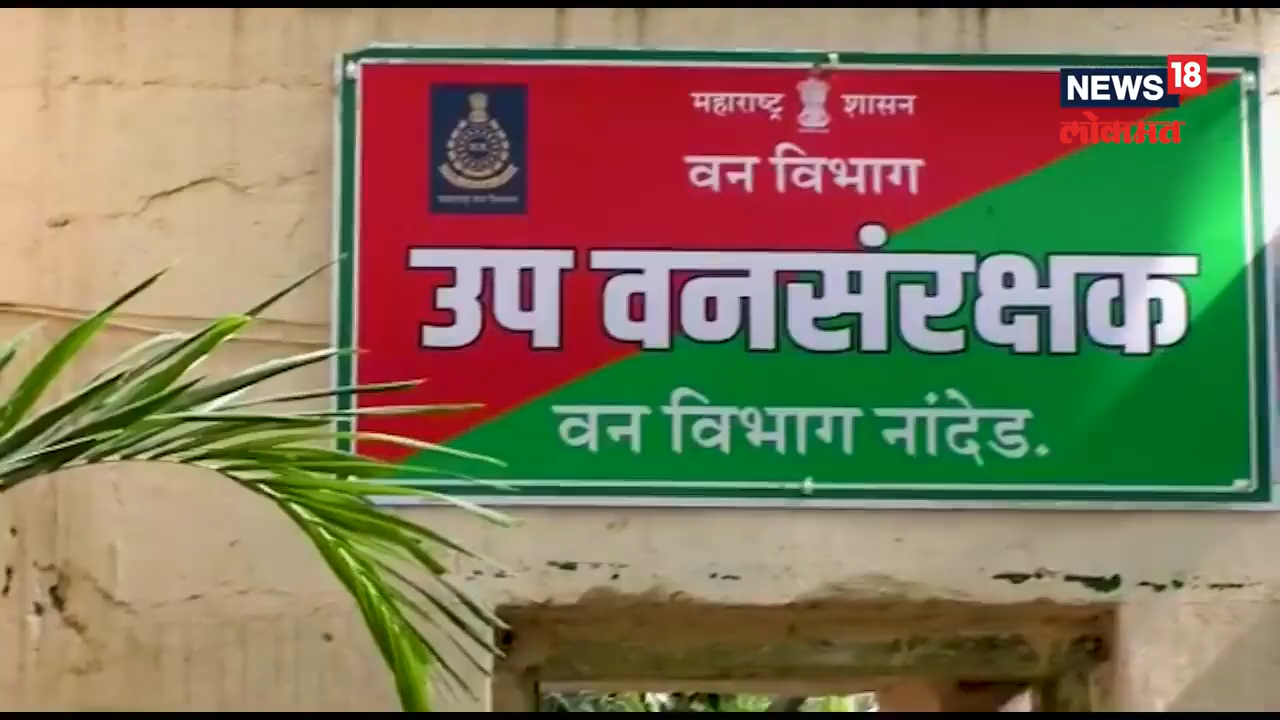 महाराष्ट्र शासन
NEWS 18
लोकमत
वन विभाग
उप वनसंरक्षक
वन विभाग नांदेड.